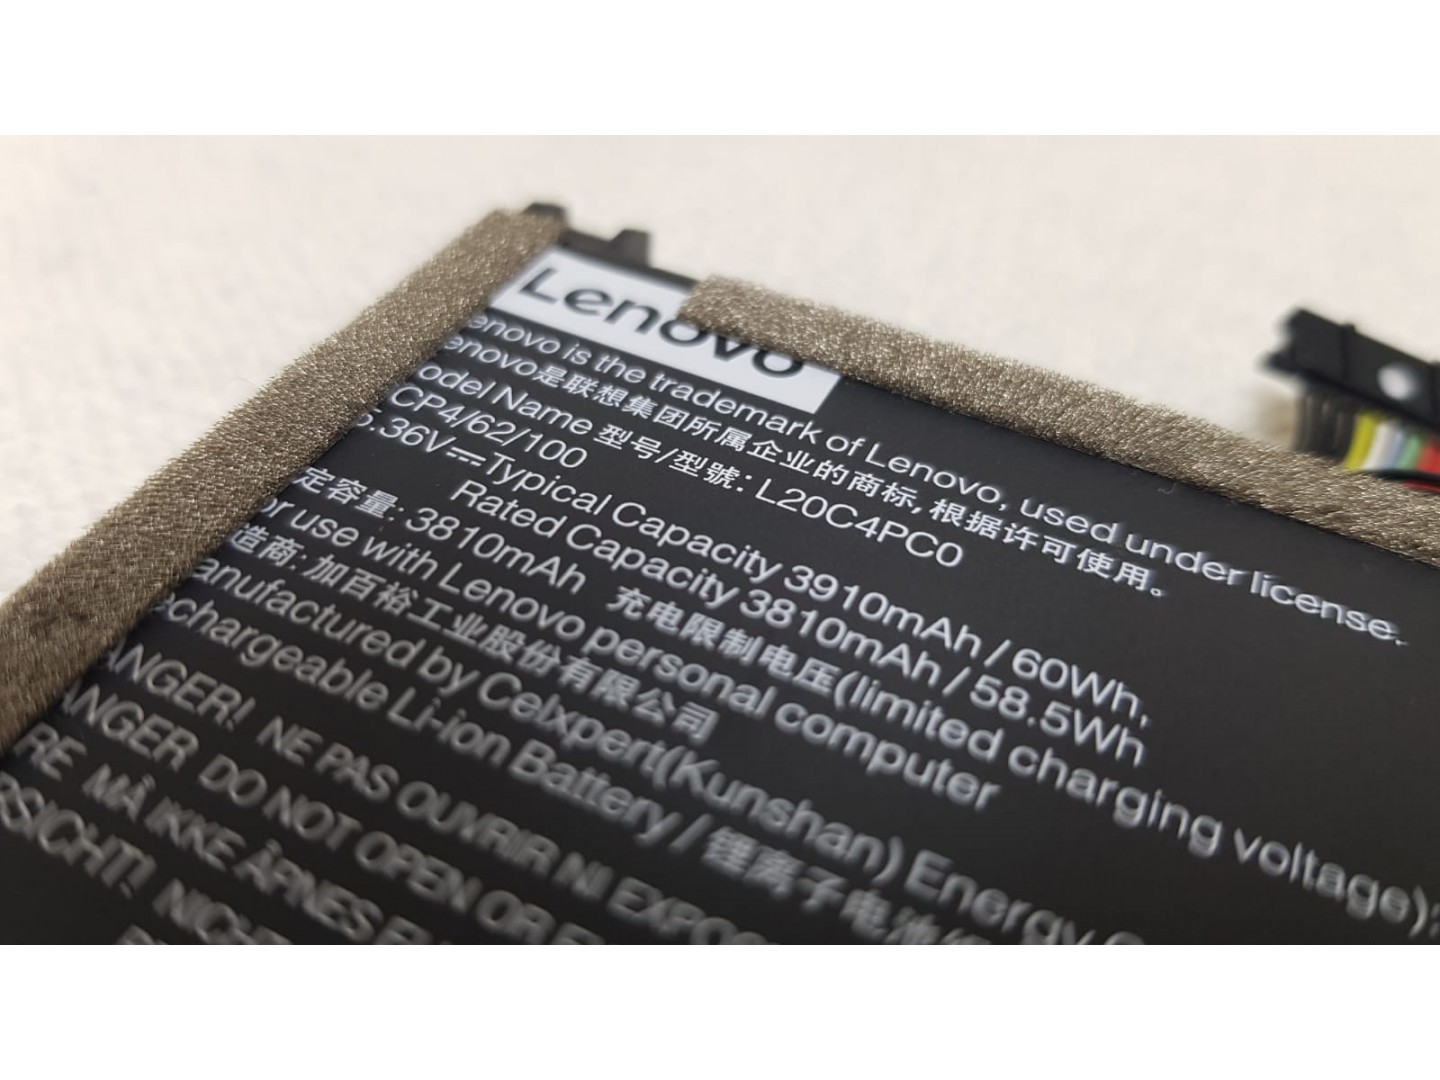 Lenovo
enovo is the trademark of Lenovo, used under license.
enovo是联想集团所属企业的商标, 根据许可使用。
odel Name 型号/型號: L20C4PC0
CP4/62/100
5.36V⎓Typical Capacity 3910mAh / 60Wh,
Rated Capacity 3810mAh / 58.5Wh
定容量: 3810mAh 充电限制电压(limited charging voltage):
or use with Lenovo personal computer
造商: 加百裕工业股份有限公司
anufactured by Celxpert(Kunshan) Energy
echargeable Li-ion Battery / 锂离子电池
ANGER! NE PAS OUVRIR NI EXPOS
ANGER DO NOT OPEN OR E
RE MÅ IKKE ÅPNES E
RSICHT! NICHT